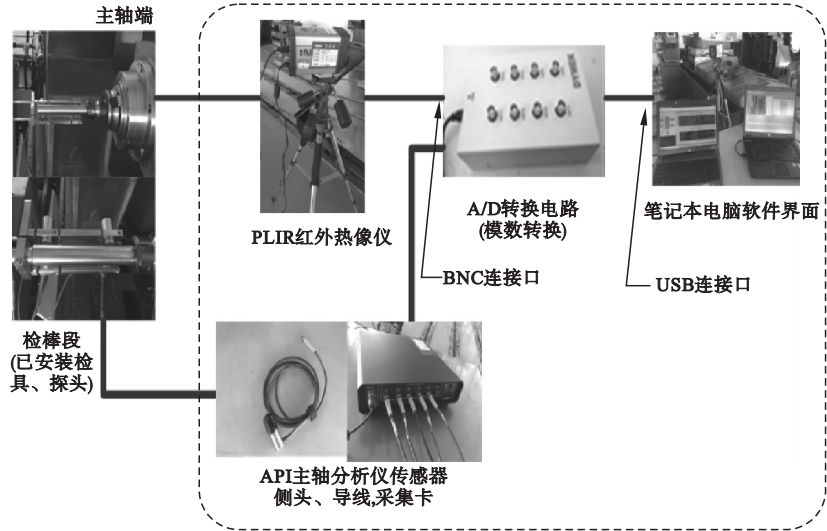 主轴端
PLIR红外热像仪
A/D转换电路
(模数转换)
笔记本电脑软件界面
BNC连接口
USB连接口
检棒段
(已安装检
具、探头)
API主轴分析仪传感器
侧头、导线,采集卡